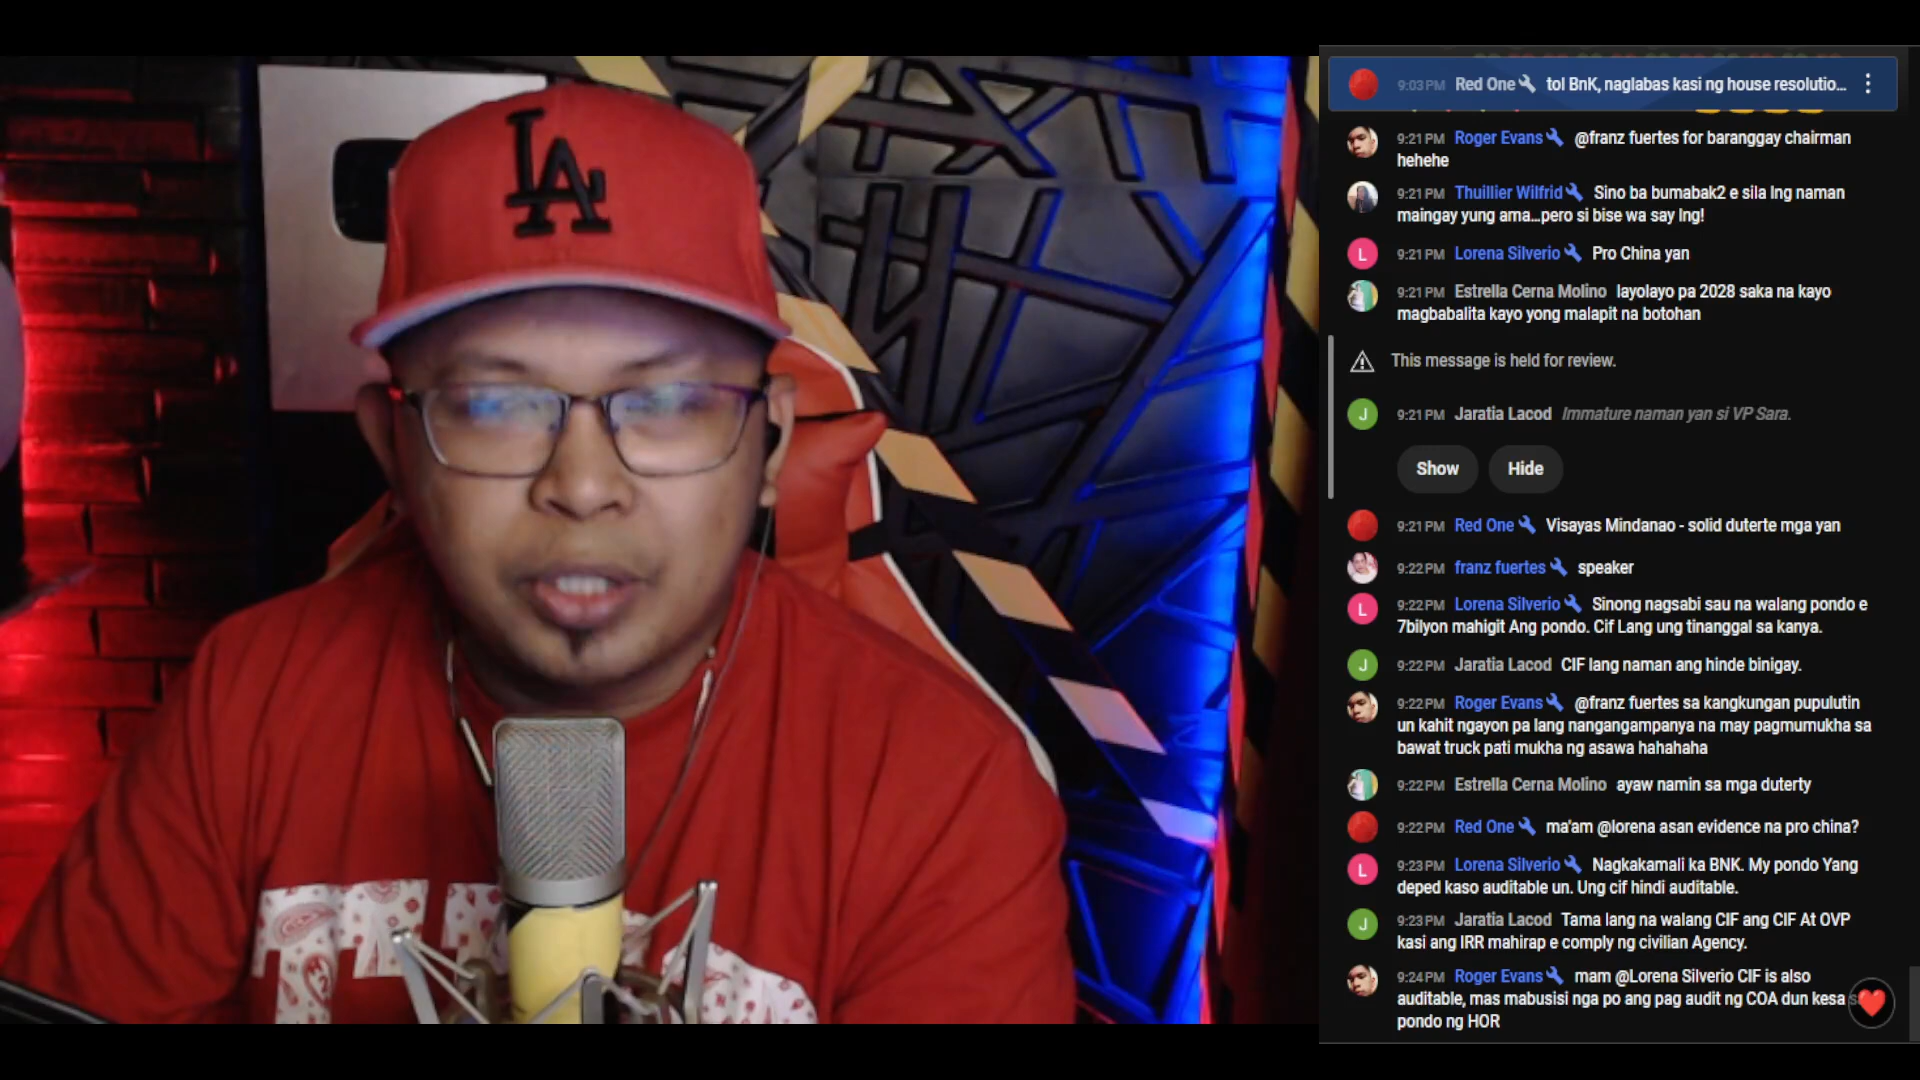 LA
9:03 PM Red One tol BnK, naglabas kasi ng house resolutio...
9:21 PM Roger Evans @franz fuertes for baranggay chairman
hehehe
9:21 PM Thuillier Wilfrid Sino ba bumabak2 e sila lng naman
maingay yung ama...pero si bise wa say lng!
L 9:21 PM Lorena Silverio Pro China yan
9:21 PM Estrella Cerna Molino layolayo pa 2028 saka na kayo
magbabalita kayo yong malapit na botohan
This message is held for review.
J 9:21 PM Jaratia Lacod Immature naman yan si VP Sara.
Show Hide
9:21 PM Red One Visayas Mindanao - solid duterte mga yan
9:22 PM franz fuertes speaker
L 9:22 PM Lorena Silverio Sinong nagsabi sau na walang pondo e
7bilyon mahigit Ang pondo. Cif Lang ung tinanggal sa kanya.
J 9:22 PM Jaratia Lacod CIF lang naman ang hinde binigay.
9:22 PM Roger Evans @franz fuertes sa kangkungan pupulutin
un kahit ngayon pa lang nangangampanya na may pagmumukha sa
bawat truck pati mukha ng asawa hahahaha
9:22 PM Estrella Cerna Molino ayaw namin sa mga duterty
9:22 PM Red One ma'am @lorena asan evidence na pro china?
L 9:23 PM Lorena Silverio Nagkakamali ka BNK. My pondo Yang
deped kaso auditable un. Ung cif hindi auditable.
J 9:23 PM Jaratia Lacod Tama lang na walang CIF ang CIF At OVP
kasi ang IRR mahirap e comply ng civilian Agency.
9:24 PM Roger Evans mam @Lorena Silverio CIF is also
auditable, mas mabusisi nga po ang pag audit ng COA dun kesa
pondo ng HOR